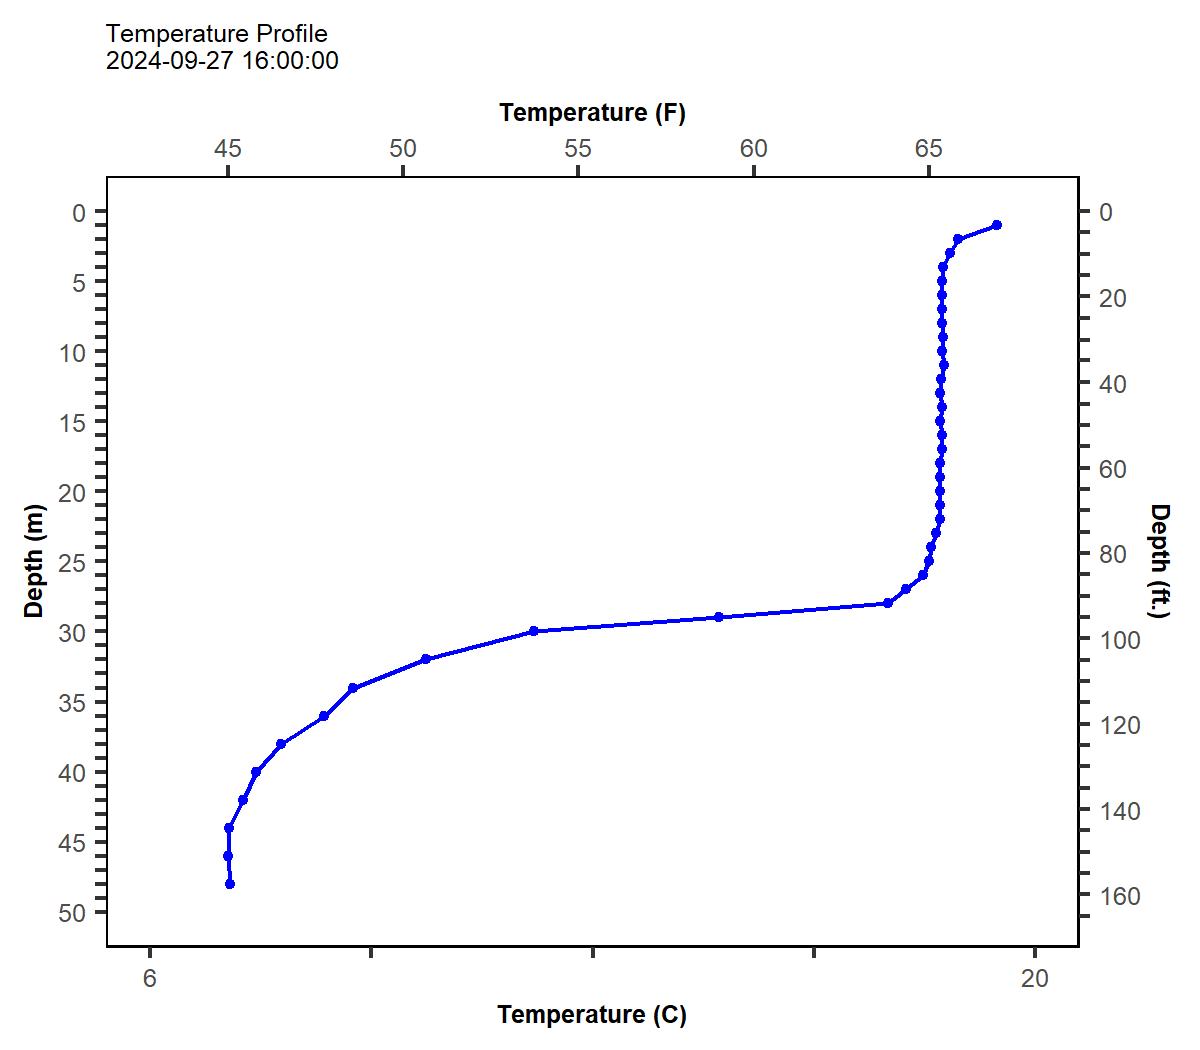 Temperature Profile
2024-09-27 16:00:00
Temperature (F)
45 50 55 60 65
0 0
5 20
10 40
15 60
20 80
25 100
30 120
35 140
40 160
45
50
Depth (m)
Depth (ft.)
6 20
Temperature (C)